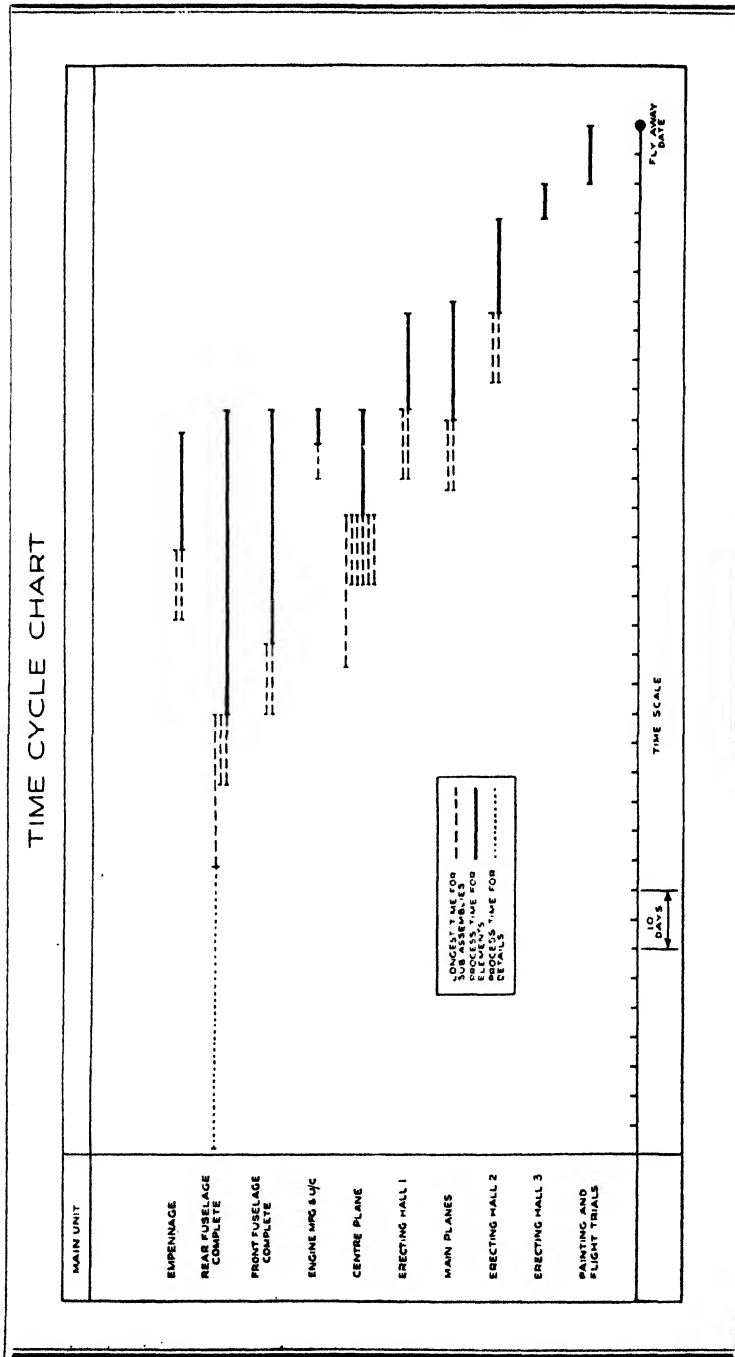 TIME CYCLE CHART
MAIN UNIT
EMPENNAGE
REAR FUSELAGE
COMPLETE
FRONT FUSELAGE
COMPLETE
ENGINE MFG & U/C
CENTRE PLANE
ERECTING HALL 1
MAIN PLANES
ERECTING HALL 2
ERECTING HALL 3
PAINTING AND
FLIGHT TRIALS
LONGEST TIME FOR
SUB ASSEMBLIES
PROCESS TIME FOR
ELEMENTS
PROCESS TIME FOR
DETAILS
10
DAYS
TIME SCALE
FLY AWAY
DATE